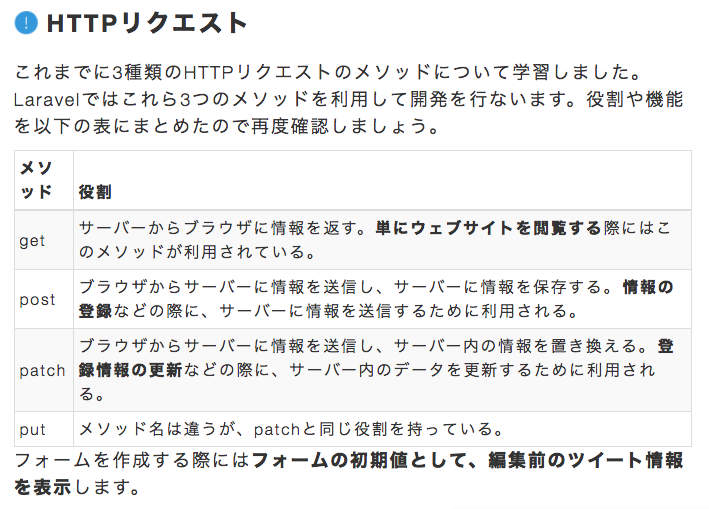 HTTPリクエスト
これまでに3種類のHTTPリクエストのメソッドについて学習しました。
Laravelではこれら3つのメソッドを利用して開発を行ないます。役割や機能
を以下の表にまとめたので再度確認しましょう。
メソ
ッド
役割
get
サーバーからブラウザに情報を返す。単にウェブサイトを閲覧する際にはこ
のメソッドが利用されている。
post
ブラウザからサーバーに情報を送信し、サーバーに情報を保存する。情報の
登録などの際に、サーバーに情報を送信するために利用される。
patch
ブラウザからサーバーに情報を送信し、サーバー内の情報を置き換える。登
録情報の更新などの際に、サーバー内のデータを更新するために利用され
る。
put
メソッド名は違うが、patchと同じ役割を持っている。
フォームを作成する際にはフォームの初期値として、編集前のツイート情報
を表示します。